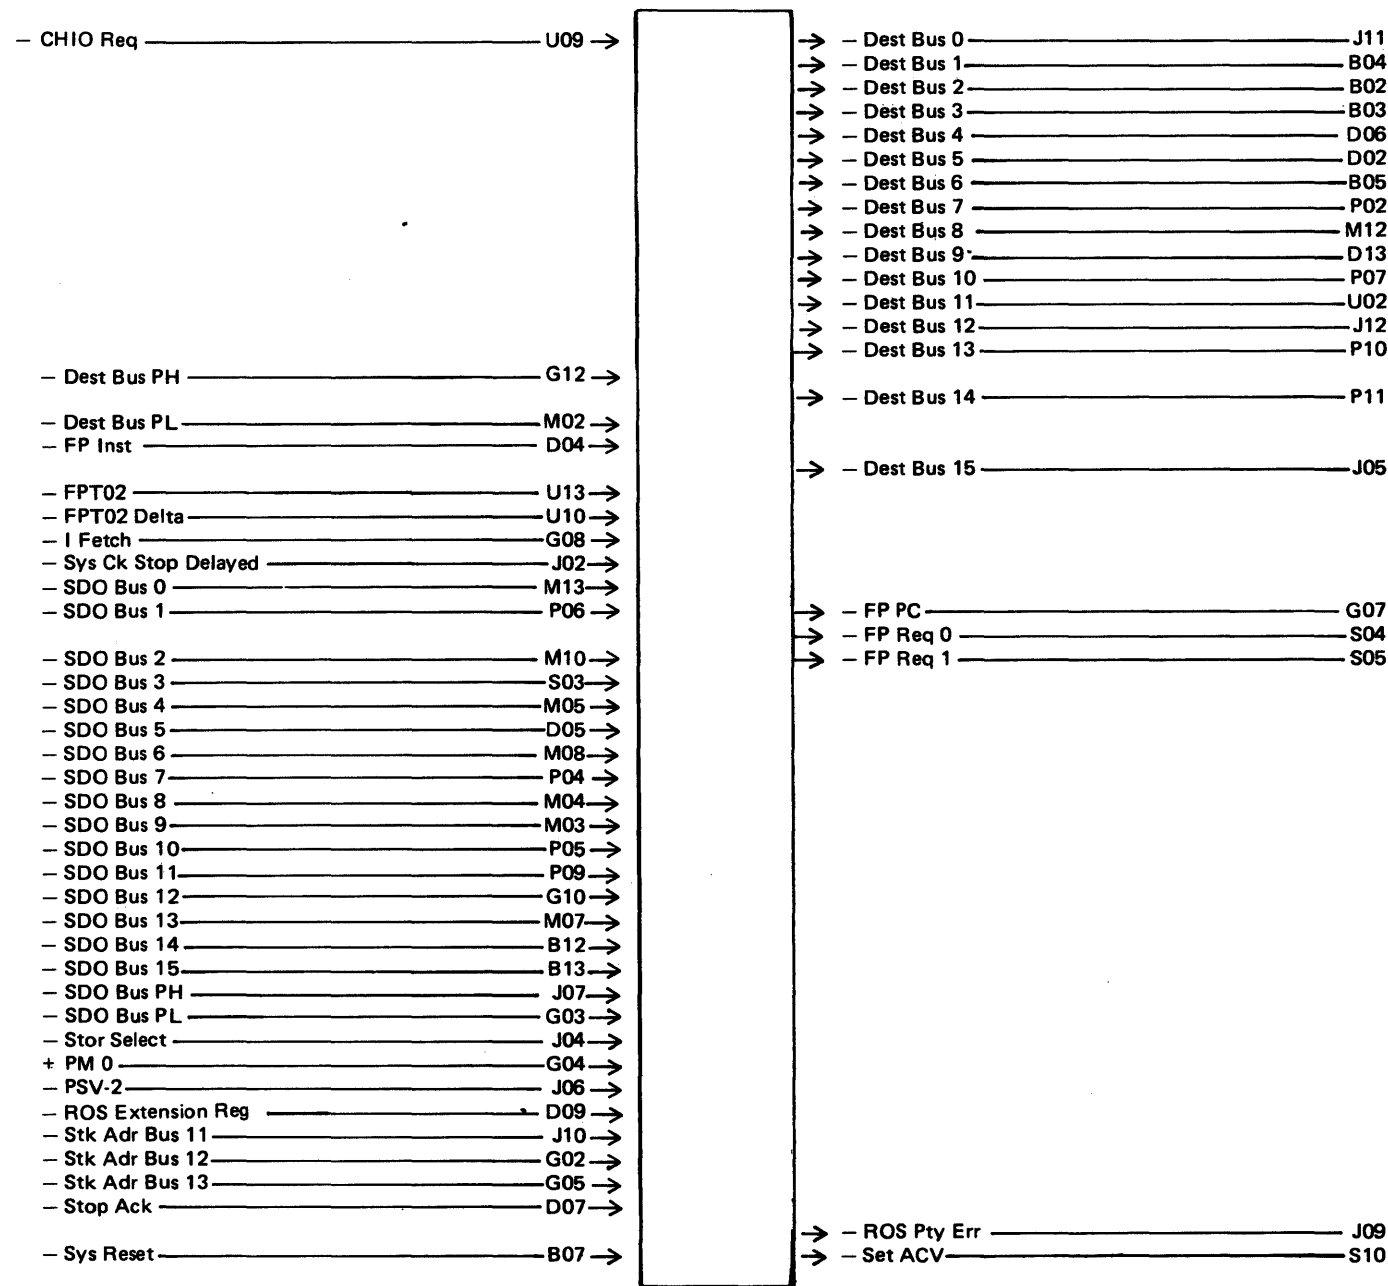 – CHIO Req U09
– Dest Bus PH G12
– Dest Bus PL M02
– FP Inst D04
– FPT02 U13
– FPT02 Delta U10
– I Fetch G08
– Sys Ck Stop Delayed J02
– SDO Bus 0 M13
– SDO Bus 1 P06
– SDO Bus 2 M10
– SDO Bus 3 S03
– SDO Bus 4 M05
– SDO Bus 5 D05
– SDO Bus 6 M08
– SDO Bus 7 P04
– SDO Bus 8 M04
– SDO Bus 9 M03
– SDO Bus 10 P05
– SDO Bus 11 P09
– SDO Bus 12 G10
– SDO Bus 13 M07
– SDO Bus 14 B12
– SDO Bus 15 B13
– SDO Bus PH J07
– SDO Bus PL G03
– Stor Select J04
+ PM 0 G04
– PSV-2 J06
– ROS Extension Reg D09
– Stk Adr Bus 11 J10
– Stk Adr Bus 12 G02
– Stk Adr Bus 13 G05
– Stop Ack D07
– Sys Reset B07
– Dest Bus 0 J11
– Dest Bus 1 B04
– Dest Bus 2 B02
– Dest Bus 3 B03
– Dest Bus 4 D06
– Dest Bus 5 D02
– Dest Bus 6 B05
– Dest Bus 7 P02
– Dest Bus 8 M12
– Dest Bus 9 D13
– Dest Bus 10 P07
– Dest Bus 11 U02
– Dest Bus 12 J12
– Dest Bus 13 P10
– Dest Bus 14 P11
– Dest Bus 15 J05
– FP PC G07
– FP Req 0 S04
– FP Req 1 S05
– ROS Pty Err J09
– Set ACV S10